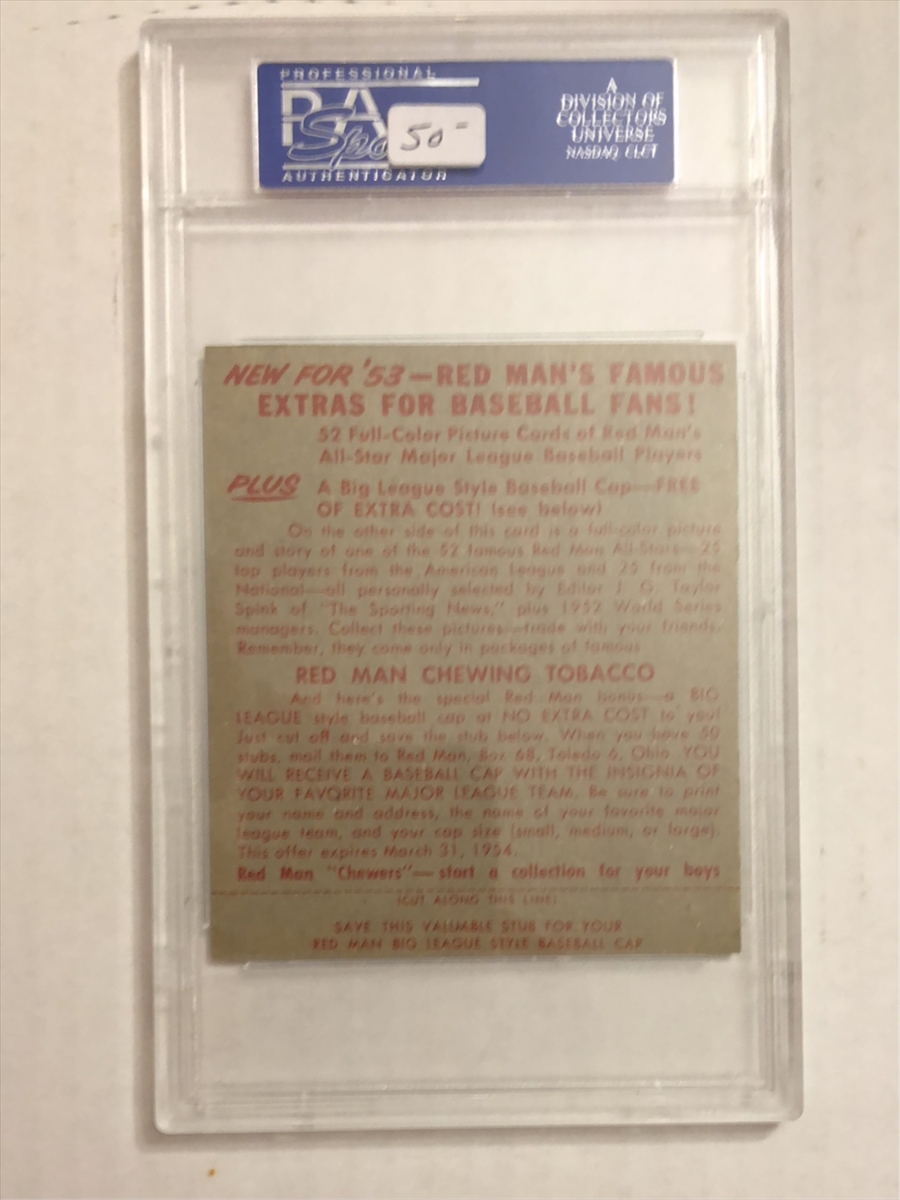 PROFESSIONAL
PSA
50-
AUTHENTICATOR
A
DIVISION OF
COLLECTORS
UNIVERSE
NASDAQ CLCT
NEW FOR '53—RED MAN'S FAMOUS
EXTRAS FOR BASEBALL FANS!
52 Full-Color Picture Cards of Red Man's
All-Star Major League Baseball Players
PLUS A Big League Style Baseball Cap—FREE
OF EXTRA COST! (see below)
On the other side of this card is a full-color picture
and story of one of the 52 famous Red Man All-Stars—25
top players from the American League and 25 from the
National—all personally selected by Editor J. G. Taylor
Spink of "The Sporting News," plus 1952 World Series
managers. Collect these pictures—trade with your friends.
Remember, they come only in packages of famous
RED MAN CHEWING TOBACCO
And here's the special Red Man bonus—a BIG
LEAGUE style baseball cap at NO EXTRA COST to you!
Just cut off and save the stub below. When you have 50
stubs, mail them to Red Man, Box 68, Toledo 6, Ohio. YOU
WILL RECEIVE A BASEBALL CAP WITH THE INSIGNIA OF
YOUR FAVORITE MAJOR LEAGUE TEAM. Be sure to print
your name and address, the name of your favorite major
league team, and your cap size (small, medium, or large).
This offer expires March 31, 1954.
Red Man "Chewers"—start a collection for your boys
(CUT ALONG THIS LINE)
SAVE THIS VALUABLE STUB FOR YOUR
RED MAN BIG LEAGUE STYLE BASEBALL CAP